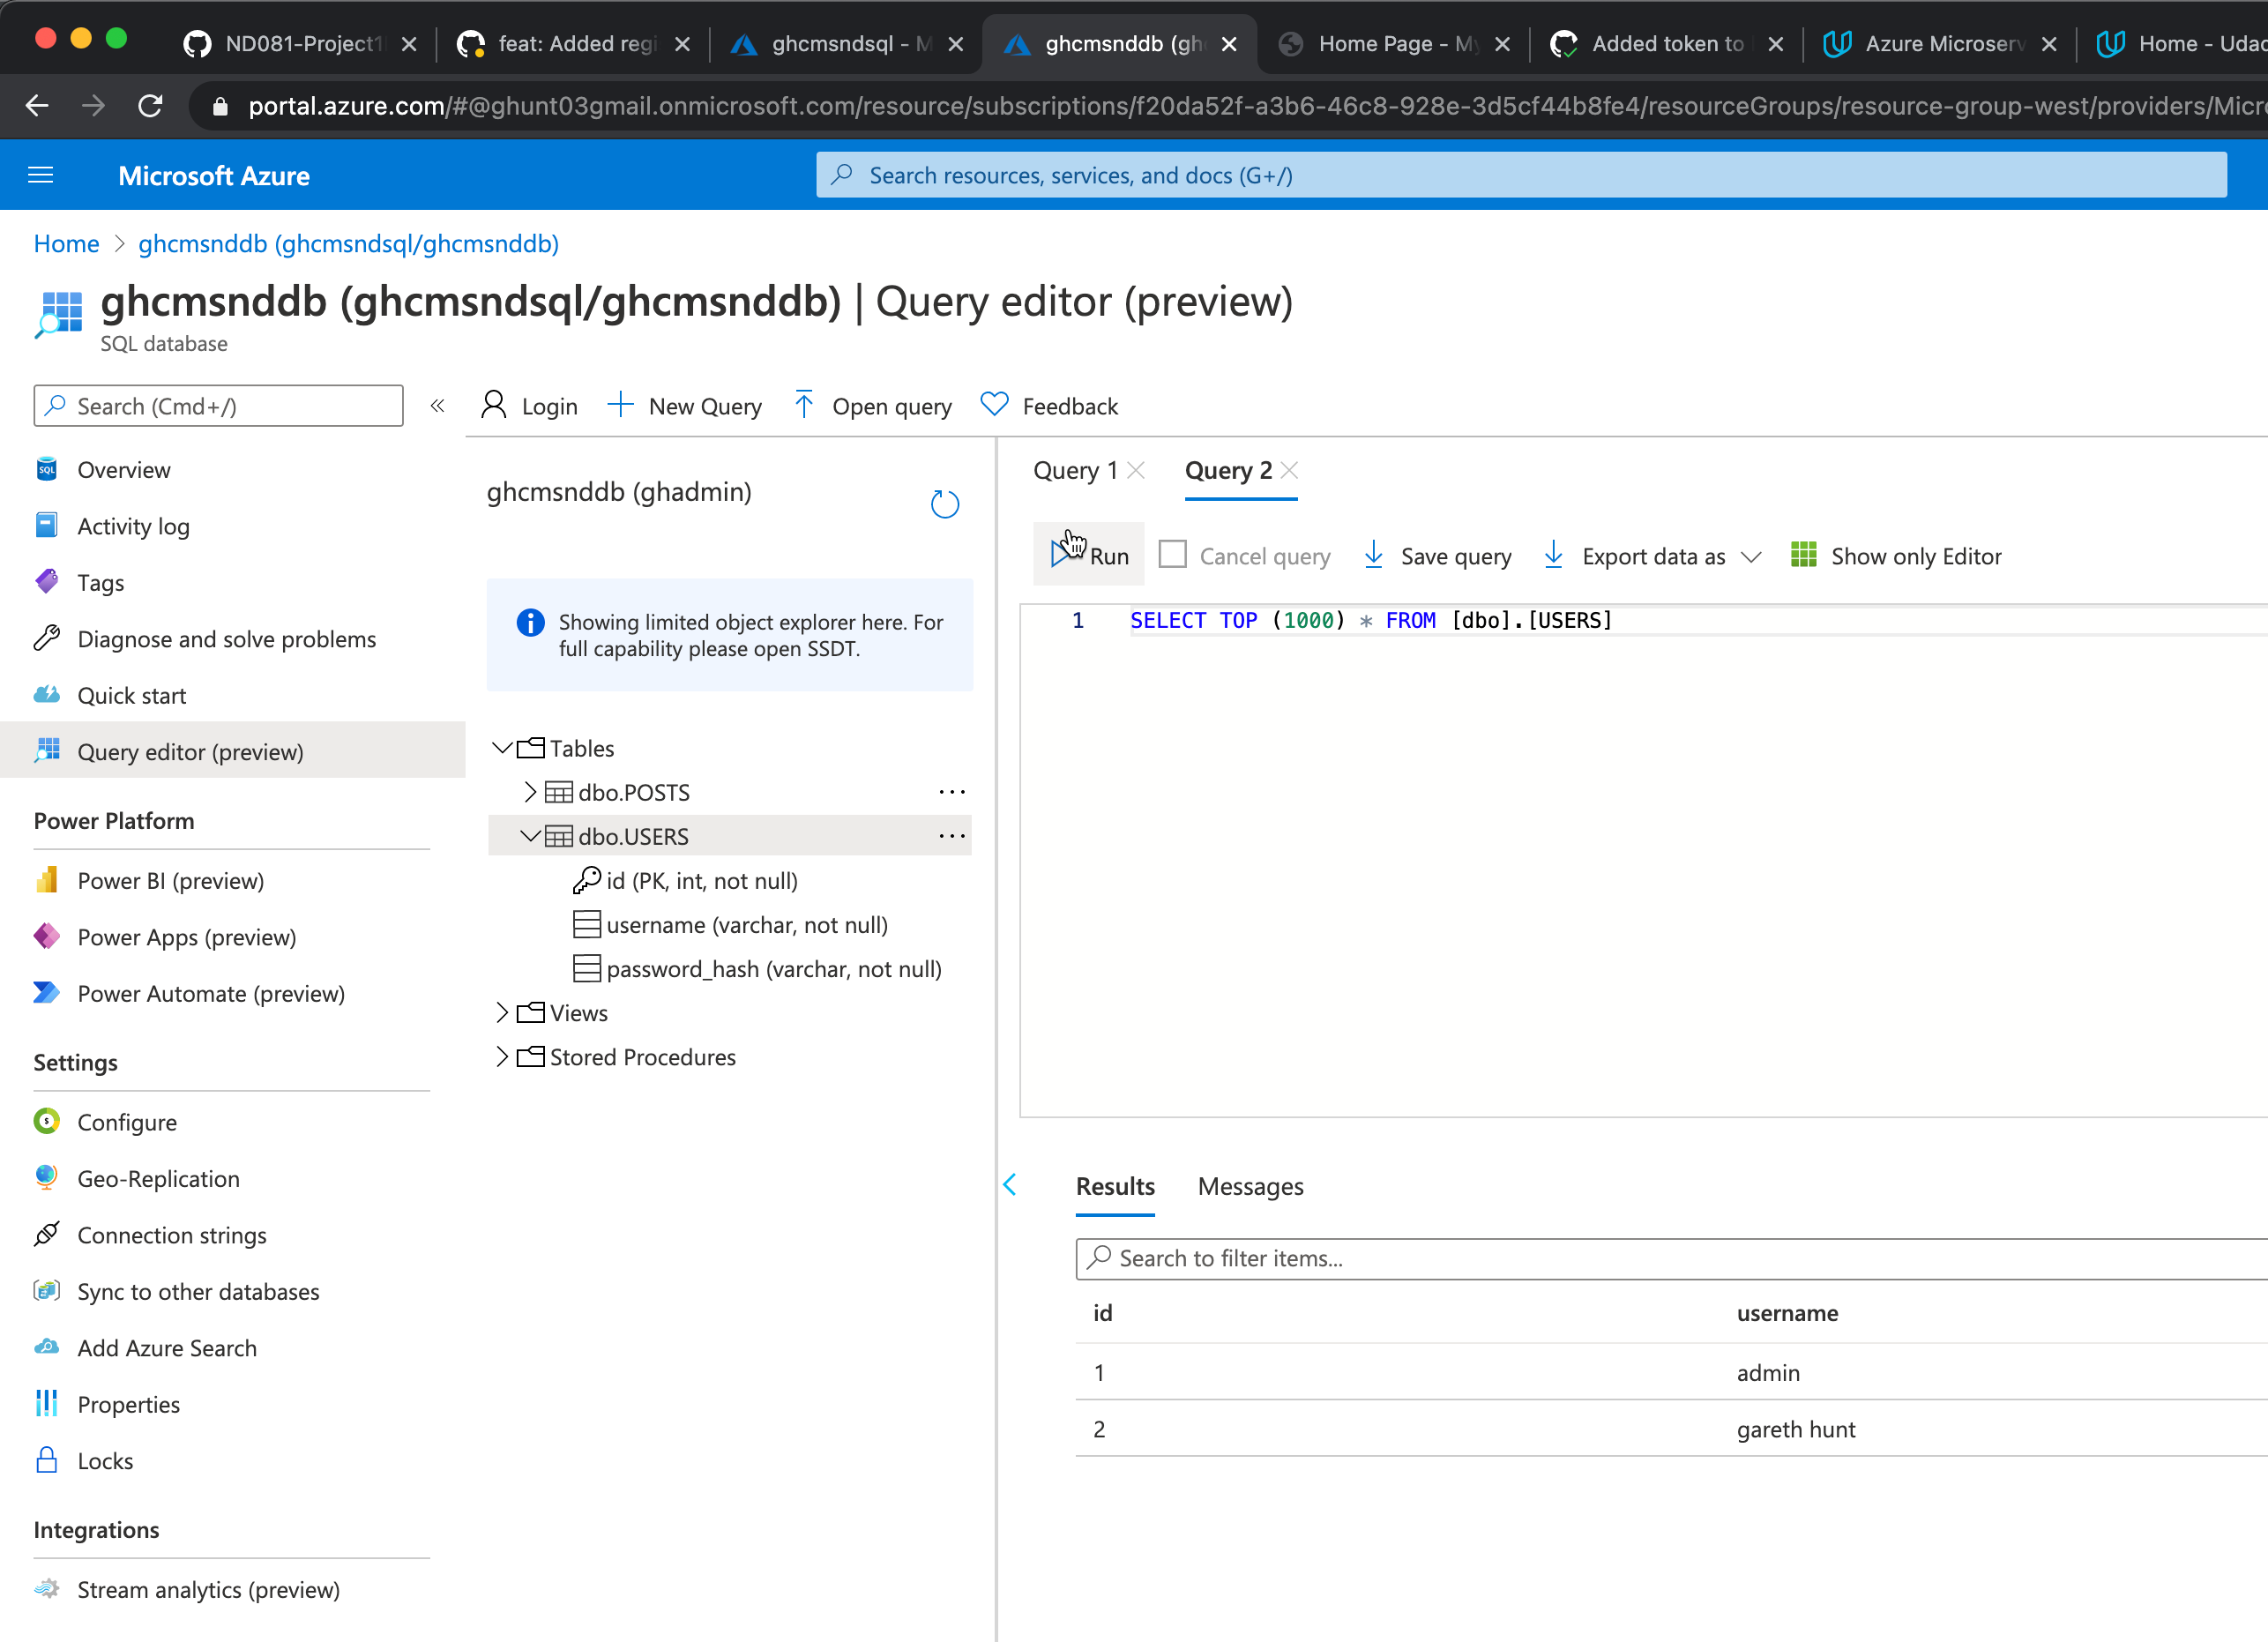 ND081-Project1
feat: Added regi
ghcmsndsql - M
ghcmsnddb (gh
Home Page - My
Added token to
Azure Microserv
Home - Udac
portal.azure.com/#@ghunt03gmail.onmicrosoft.com/resource/subscriptions/f20da52f-a3b6-46c8-928e-3d5cf44b8fe4/resourceGroups/resource-group-west/providers/Micr
Microsoft Azure
Search resources, services, and docs (G+/)
Home > ghcmsnddb (ghcmsndsql/ghcmsnddb)
ghcmsnddb (ghcmsndsql/ghcmsnddb) | Query editor (preview)
SQL database
Search (Cmd+/)
Login
New Query
Open query
Feedback
Overview
Activity log
Tags
Diagnose and solve problems
Quick start
Query editor (preview)
Power Platform
Power BI (preview)
Power Apps (preview)
Power Automate (preview)
Settings
Configure
Geo-Replication
Connection strings
Sync to other databases
Add Azure Search
Properties
Locks
Integrations
Stream analytics (preview)
ghcmsnddb (ghadmin)
Showing limited object explorer here. For
full capability please open SSDT.
Tables
dbo.POSTS
dbo.USERS
id (PK, int, not null)
username (varchar, not null)
password_hash (varchar, not null)
Views
Stored Procedures
Query 1
Query 2
Run
Cancel query
Save query
Export data as
Show only Editor
1 SELECT TOP (1000) * FROM [dbo].[USERS]
Results
Messages
Search to filter items...
id username
1 admin
2 gareth hunt